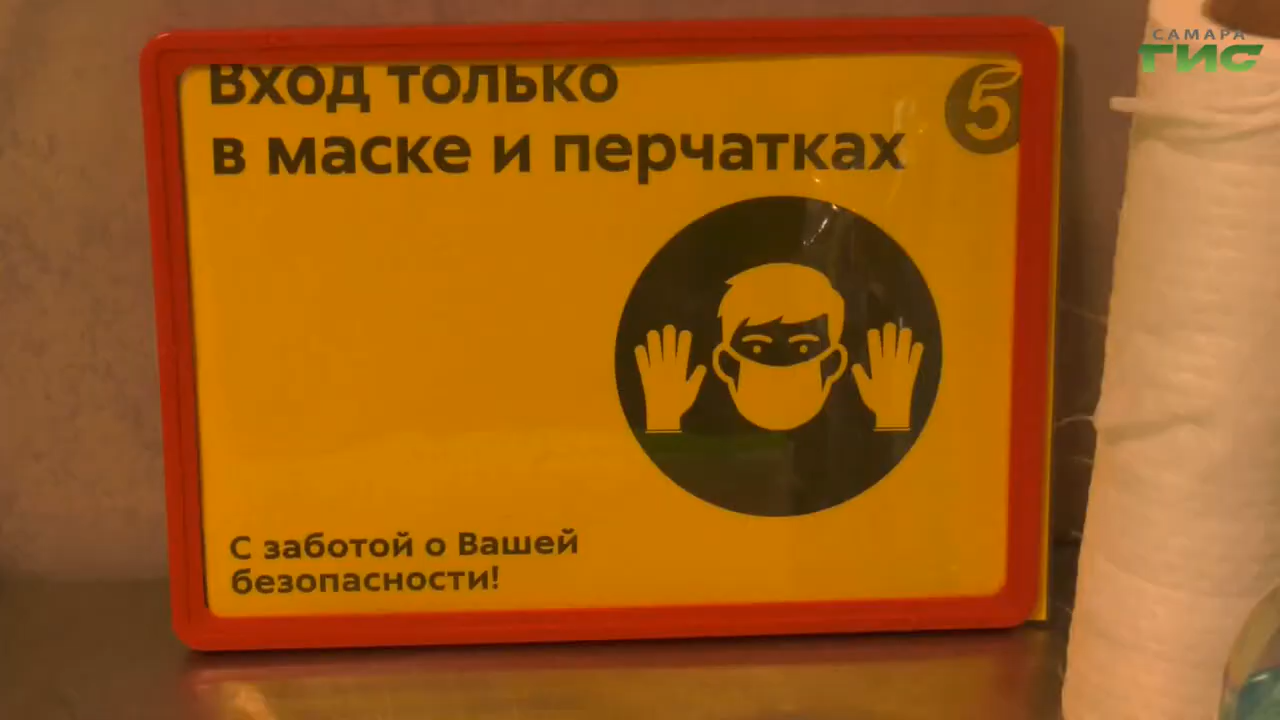 САМАРА
ГИС
Вход только
в маске и перчатках
5
С заботой о Вашей
безопасности!